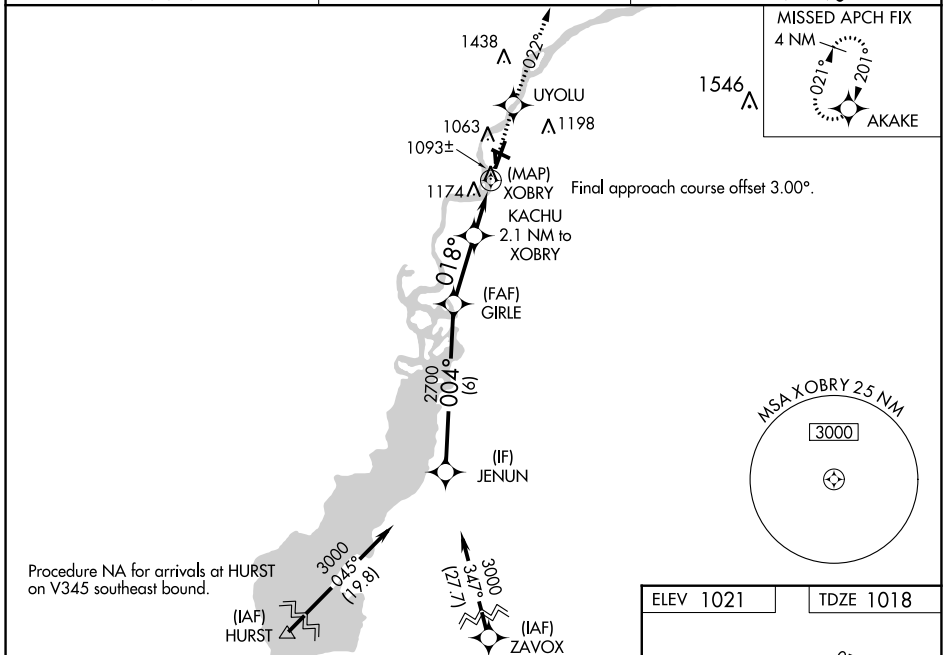 MISSED APCH FIX
4 NM
021°
201°
AKAKE
1438
022°
UYOLU
1546
1063
1198
1093±
(MAP)
XOBRY
1174
Final approach course offset 3.00°.
KACHU
2.1 NM to
XOBRY
018°
(FAF)
GIRLE
2700
004°
(6)
MSA XOBRY 25 NM
3000
(IF)
JENUN
3000
045°
(19.8)
3000
347°
(27.7)
Procedure NA for arrivals at HURST
on V345 southeast bound.
(IAF)
HURST
(IAF)
ZAVOX
ELEV 1021
TDZE 1018